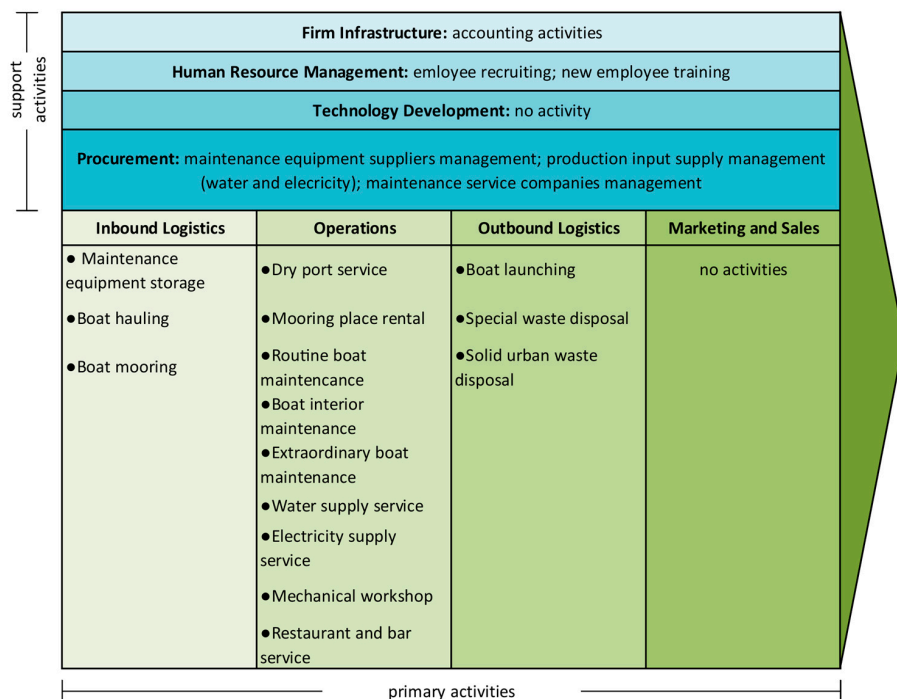 support
activities
Firm Infrastructure: accounting activities
Human Resource Management: emloyee recruiting; new employee training
Technology Development: no activity
Procurement: maintenance equipment suppliers management; production input supply management
(water and elecricity); maintenance service companies management
Inbound Logistics
● Maintenance
equipment storage
●Boat hauling
●Boat mooring
Operations
●Dry port service
●Mooring place rental
●Routine boat
maintencance
●Boat interior
maintenance
●Extraordinary boat
maintenance
●Water supply service
●Electricity supply
service
●Mechanical workshop
●Restaurant and bar
service
Outbound Logistics
●Boat launching
●Special waste disposal
●Solid urban waste
disposal
Marketing and Sales
no activities
primary activities